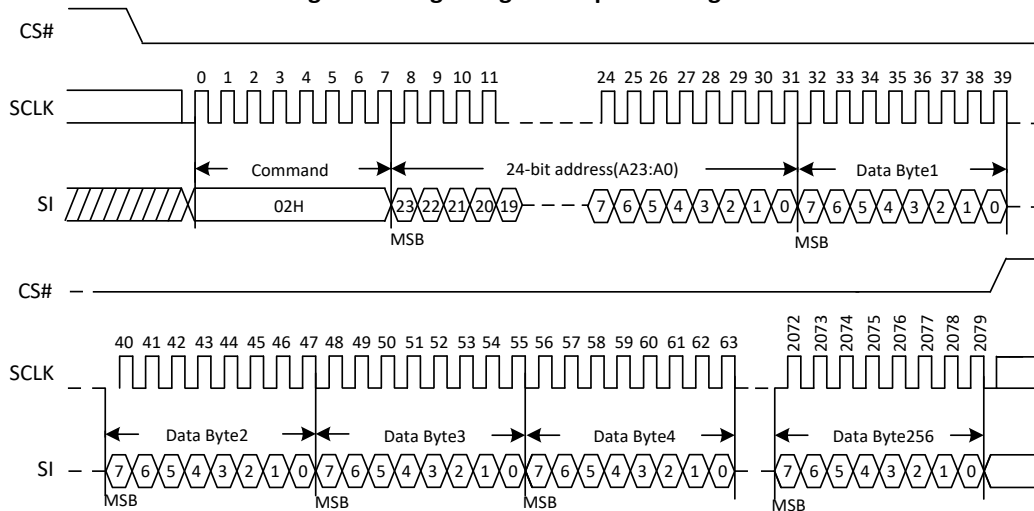 CS#
0 1 2 3 4 5 6 7 8 9 10 11 24 25 26 27 28 29 30 31 32 33 34 35 36 37 38 39
SCLK
Command 24-bit address(A23:A0) Data Byte1
SI 02H 23 22 21 20 19 7 6 5 4 3 2 1 0 7 6 5 4 3 2 1 0
MSB MSB
CS#
40 41 42 43 44 45 46 47 48 49 50 51 52 53 54 55 56 57 58 59 60 61 62 63 2072 2073 2074 2075 2076 2077 2078 2079
SCLK
Data Byte2 Data Byte3 Data Byte4 Data Byte256
SI 7 6 5 4 3 2 1 0 7 6 5 4 3 2 1 0 7 6 5 4 3 2 1 0 7 6 5 4 3 2 1 0
MSB MSB MSB MSB